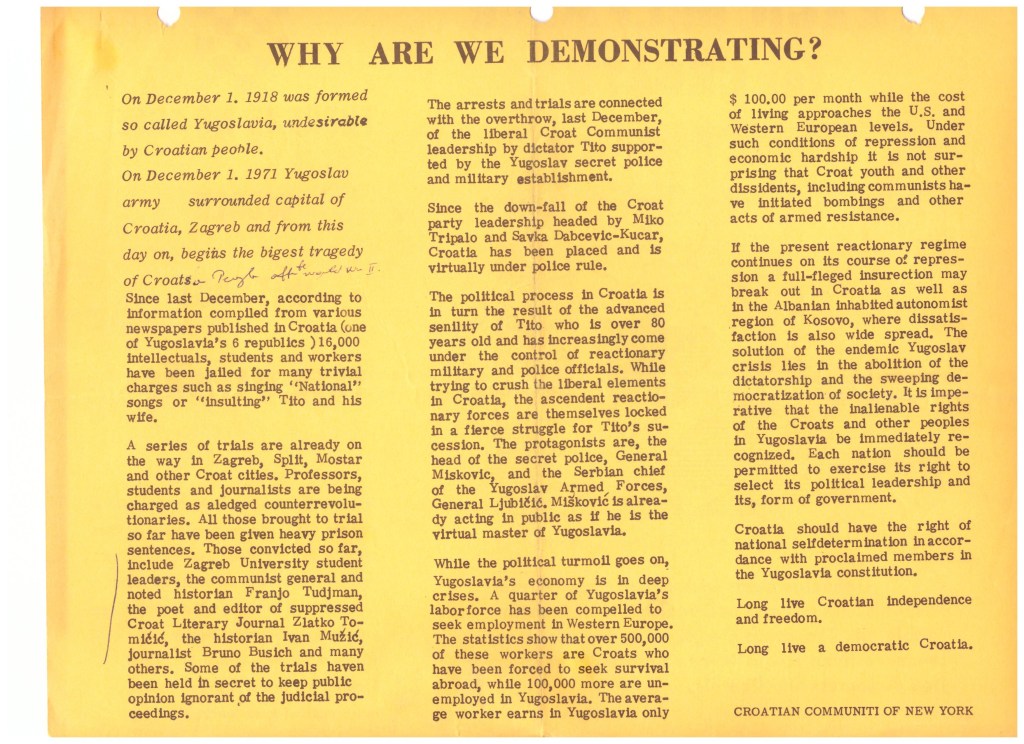 WHY ARE WE DEMONSTRATING?
On December 1. 1918 was formed
so called Yugoslavia, undesirable
by Croatian people.
On December 1. 1971 Yugoslav
army surrounded capital of
Croatia, Zagreb and from this
day on, begins the bigest tragedy
of Croats.
Since last December, according to
information compiled from various
newspapers published in Croatia (one
of Yugoslavia's 6 republics )16,000
intellectuals, students and workers
have been jailed for many trivial
charges such as singing "National"
songs or "insulting" Tito and his
wife.
A series of trials are already on
the way in Zagreb, Split, Mostar
and other Croat cities. Professors,
students and journalists are being
charged as aledged counterrevolu-
tionaries. All those brought to trial
so far have been given heavy prison
sentences. Those convicted so far,
include Zagreb University student
leaders, the communist general and
noted historian Franjo Tudjman,
the poet and editor of suppressed
Croat Literary Journal Zlatko To-
mičić, the historian Ivan Mužić,
journalist Bruno Busich and many
others. Some of the trials haven
been held in secret to keep public
opinion ignorant of the judicial pro-
ceedings.
The arrests and trials are connected
with the overthrow, last December,
of the liberal Croat Communist
leadership by dictator Tito suppor-
ted by the Yugoslav secret police
and military establishment.
Since the down-fall of the Croat
party leadership headed by Miko
Tripalo and Savka Dabcevic-Kucar,
Croatia has been placed and is
virtually under police rule.
The political process in Croatia is
in turn the result of the advanced
senility of Tito who is over 80
years old and has increasingly come
under the control of reactionary
military and police officials. While
trying to crush the liberal elements
in Croatia, the ascendent reactio-
nary forces are themselves locked
in a fierce struggle for Tito's su-
cession. The protagonists are, the
head of the secret police, General
Miskovic, and the Serbian chief
of the Yugoslav Armed Forces,
General Ljubičić. Mišković is alrea-
dy acting in public as if he is the
virtual master of Yugoslavia.
While the political turmoil goes on,
Yugoslavia's economy is in deep
crises. A quarter of Yugoslavia's
laborforce has been compelled to
seek employment in Western Europe.
The statistics show that over 500,000
of these workers are Croats who
have been forced to seek survival
abroad, while 100,000 more are un-
employed in Yugoslavia. The avera-
ge worker earns in Yugoslavia only
$ 100.00 per month while the cost
of living approaches the U.S. and
Western European levels. Under
such conditions of repression and
economic hardship it is not sur-
prising that Croat youth and other
dissidents, including communists ha-
ve initiated bombings and other
acts of armed resistance.
If the present reactionary regime
continues on its course of repres-
sion a full-fleged insurection may
break out in Croatia as well as
in the Albanian inhabited autonomist
region of Kosovo, where dissatis-
faction is also wide spread. The
solution of the endemic Yugoslav
crisis lies in the abolition of the
dictatorship and the sweeping de-
mocratization of society. It is impe-
rative that the inalienable rights
of the Croats and other peoples
in Yugoslavia be immediately re-
cognized. Each nation should be
permitted to exercise its right to
select its political leadership and
its, form of government.
Croatia should have the right of
national selfdetermination in accor-
dance with proclaimed members in
the Yugoslavia constitution.
Long live Croatian independence
and freedom.
Long live a democratic Croatia.
CROATIAN COMMUNITI OF NEW YORK